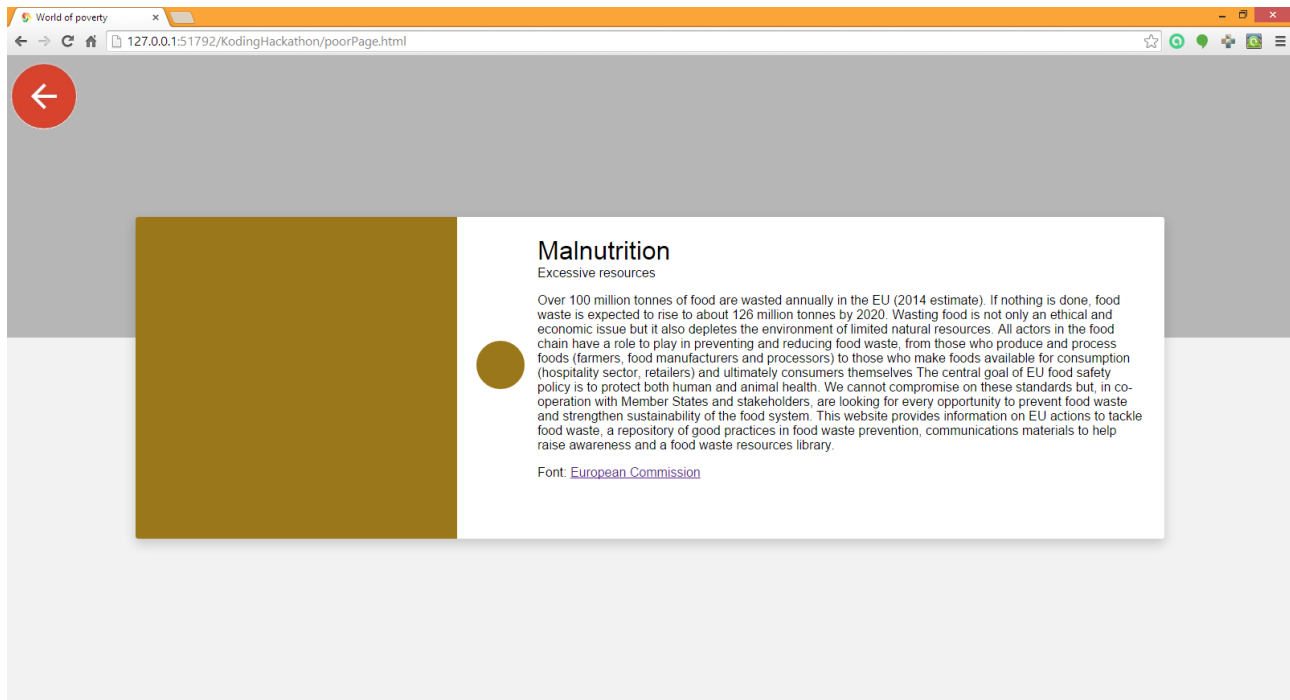 World of poverty
127.0.0.1:51792/KodingHackathon/poorPage.html
Malnutrition
Excessive resources
Over 100 million tonnes of food are wasted annually in the EU (2014 estimate). If nothing is done, food
waste is expected to rise to about 126 million tonnes by 2020. Wasting food is not only an ethical and
economic issue but it also depletes the environment of limited natural resources. All actors in the food
chain have a role to play in preventing and reducing food waste, from those who produce and process
foods (farmers, food manufacturers and processors) to those who make foods available for consumption
(hospitality sector, retailers) and ultimately consumers themselves The central goal of EU food safety
policy is to protect both human and animal health. We cannot compromise on these standards but, in co-
operation with Member States and stakeholders, are looking for every opportunity to prevent food waste
and strengthen sustainability of the food system. This website provides information on EU actions to tackle
food waste, a repository of good practices in food waste prevention, communications materials to help
raise awareness and a food waste resources library.
Font: European Commission